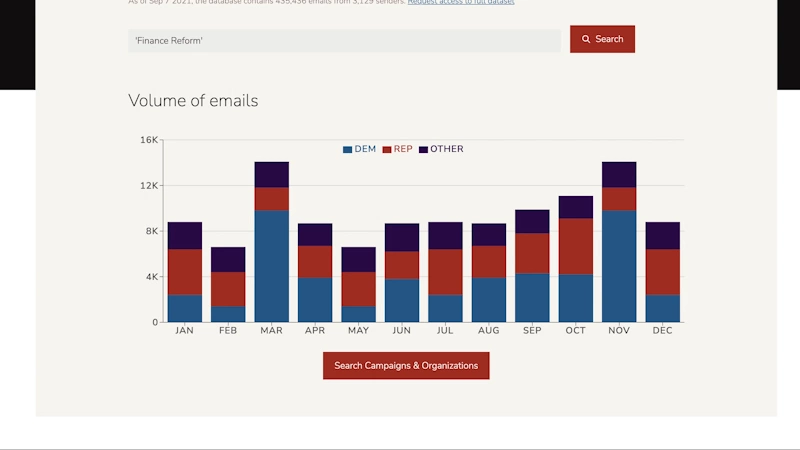 As of Sep 7 2021, the database contains 435,436 emails from 3,129 senders. Request access to full dataset
'Finance Reform'
Search
Volume of emails
16K
DEM REP OTHER
12K
8K
4K
0
JAN FEB MAR APR MAY JUN JUL AUG SEP OCT NOV DEC
Search Campaigns & Organizations